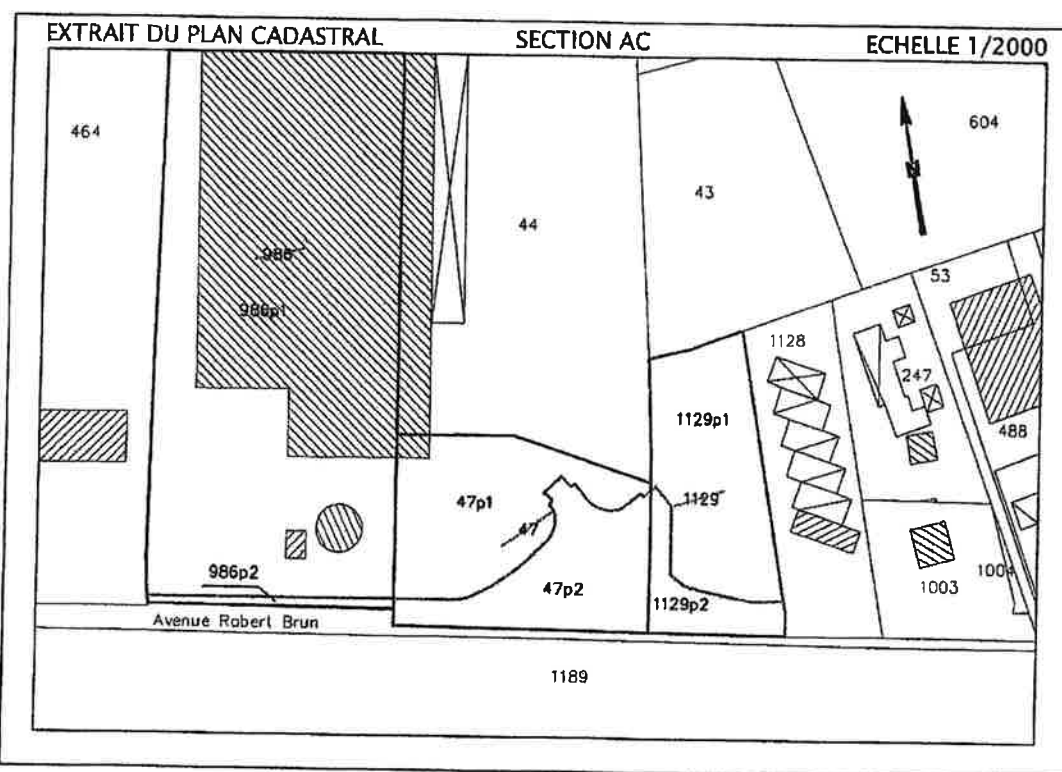 EXTRAIT DU PLAN CADASTRAL SECTION AC ECHELLE 1/2000
464
604
43
44
N
986
53
986p1
1128
247
1129p1
488
47p1
1129
47
986p2
47p2
1129p2
1003
1004
Avenue Robert Brun
1189